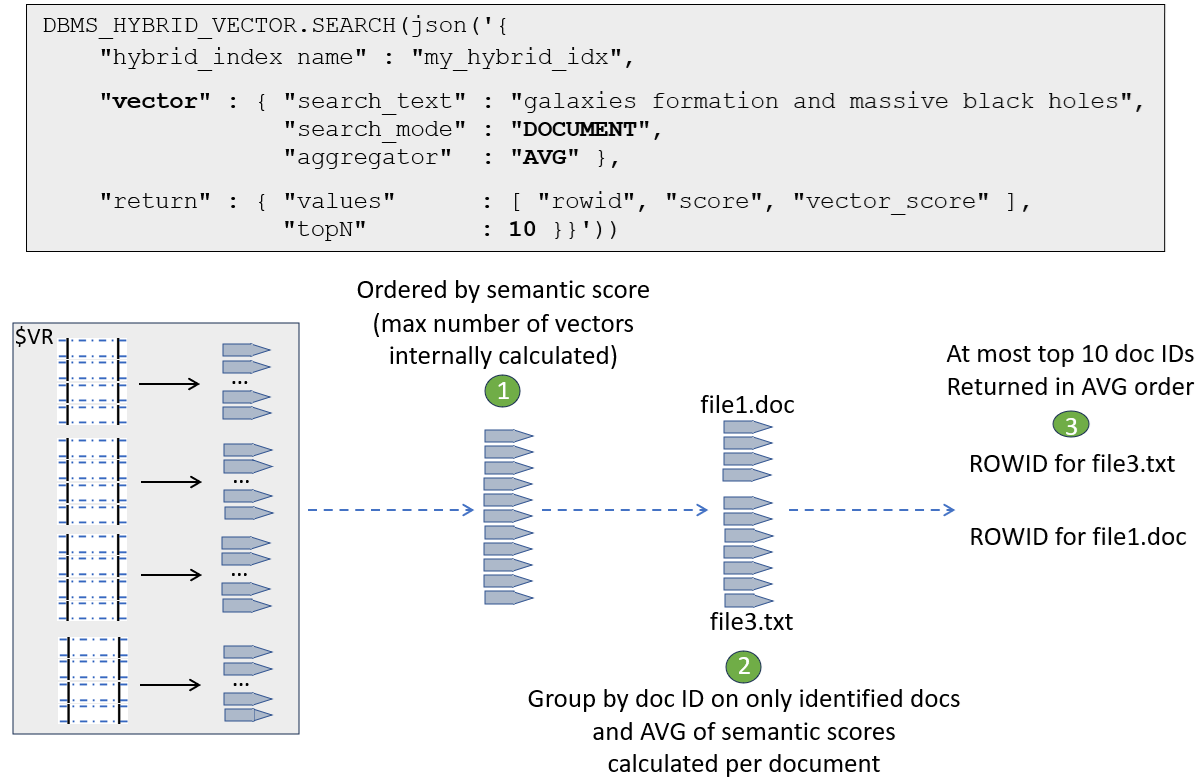 DBMS_HYBRID_VECTOR.SEARCH(json('{
"hybrid_index name" : "my_hybrid_idx",
"vector" : { "search_text" : "galaxies formation and massive black holes",
"search_mode" : "DOCUMENT",
"aggregator" : "AVG" },
"return" : { "values" : [ "rowid", "score", "vector_score" ],
"topN" : 10 }}'))
$VR
...
...
...
...
Ordered by semantic score
(max number of vectors
internally calculated)
1
file1.doc
file3.txt
2
Group by doc ID on only identified docs
and AVG of semantic scores
calculated per document
At most top 10 doc IDs
Returned in AVG order
3
ROWID for file3.txt
ROWID for file1.doc